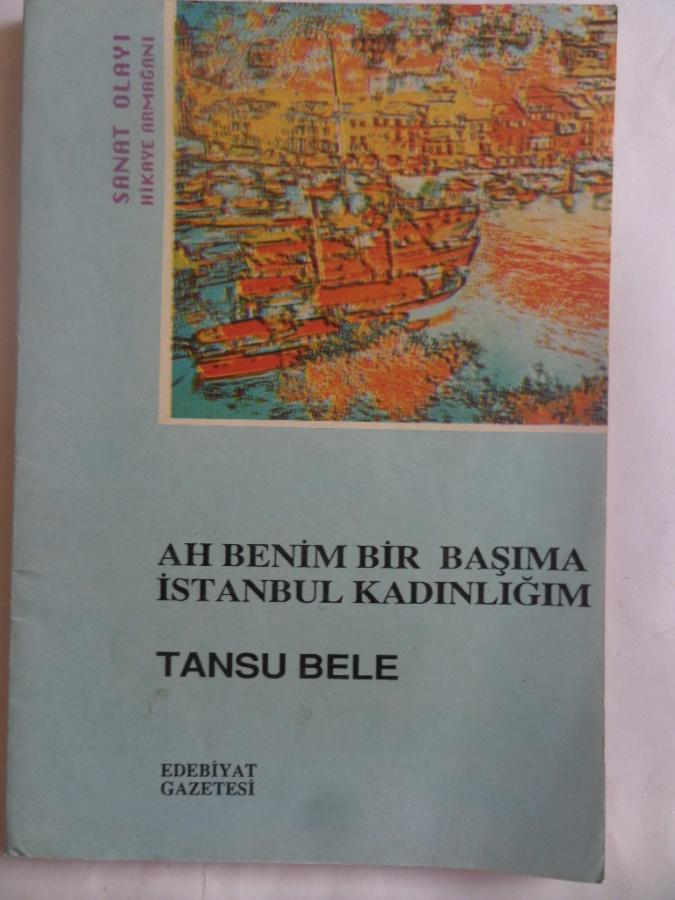 SANAT OLAYI
HİKAYE ARMAĞANI
AH BENİM BİR BAŞIMA
İSTANBUL KADINLIĞIM
TANSU BELE
EDEBİYAT
GAZETESİ